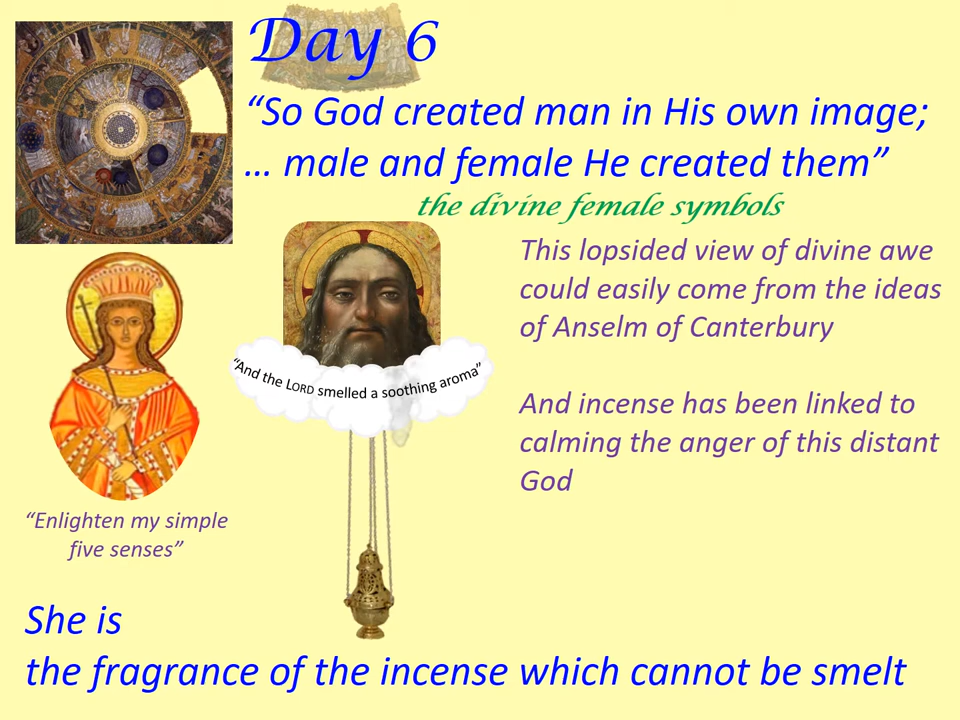 Day 6
“So God created man in His own image;
... male and female He created them”
the divine female symbols
This lopsided view of divine awe
could easily come from the ideas
of Anselm of Canterbury
“And the LORD smelled a soothing aroma”
And incense has been linked to
calming the anger of this distant
God
“Enlighten my simple
five senses”
She is
the fragrance of the incense which cannot be smelt